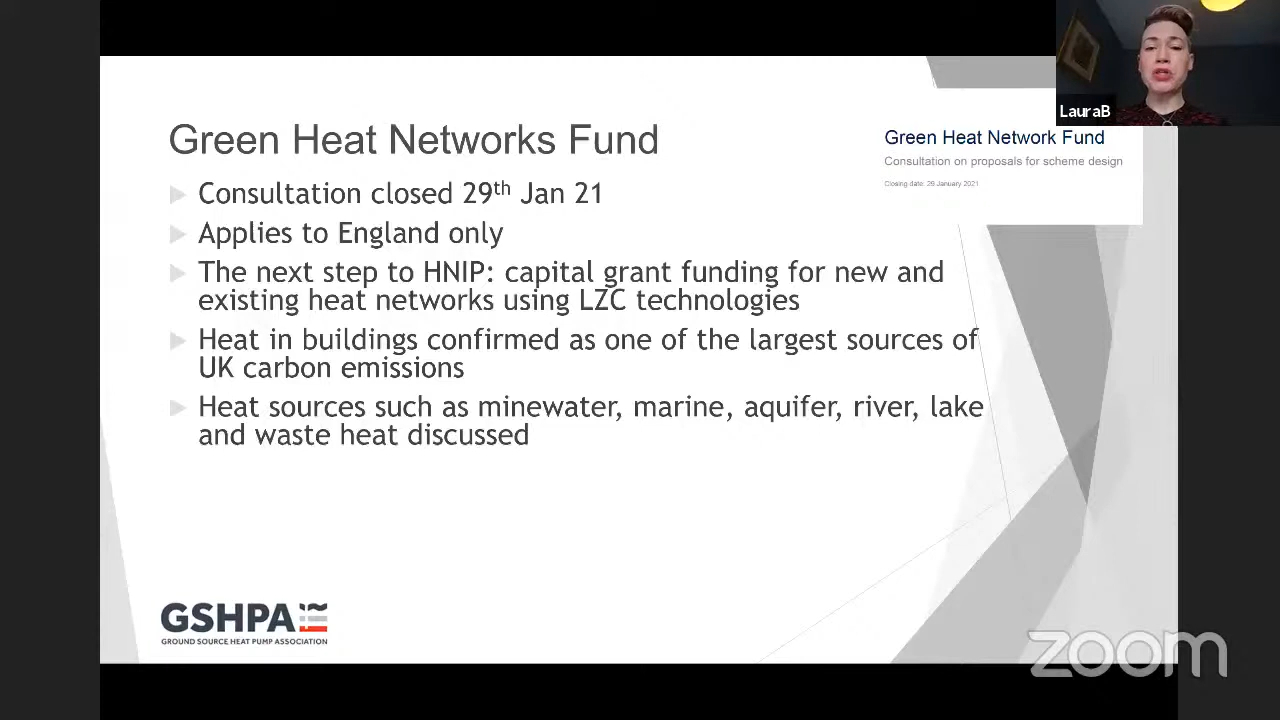 LauraB
Green Heat Networks Fund
Green Heat Network Fund
Consultation on proposals for scheme design
Closing date: 29 January 2021
Consultation closed 29th Jan 21
Applies to England only
The next step to HNIP: capital grant funding for new and
existing heat networks using LZC technologies
Heat in buildings confirmed as one of the largest sources of
UK carbon emissions
Heat sources such as minewater, marine, aquifer, river, lake
and waste heat discussed
GSHPA
GROUND SOURCE HEAT PUMP ASSOCIATION
zoom